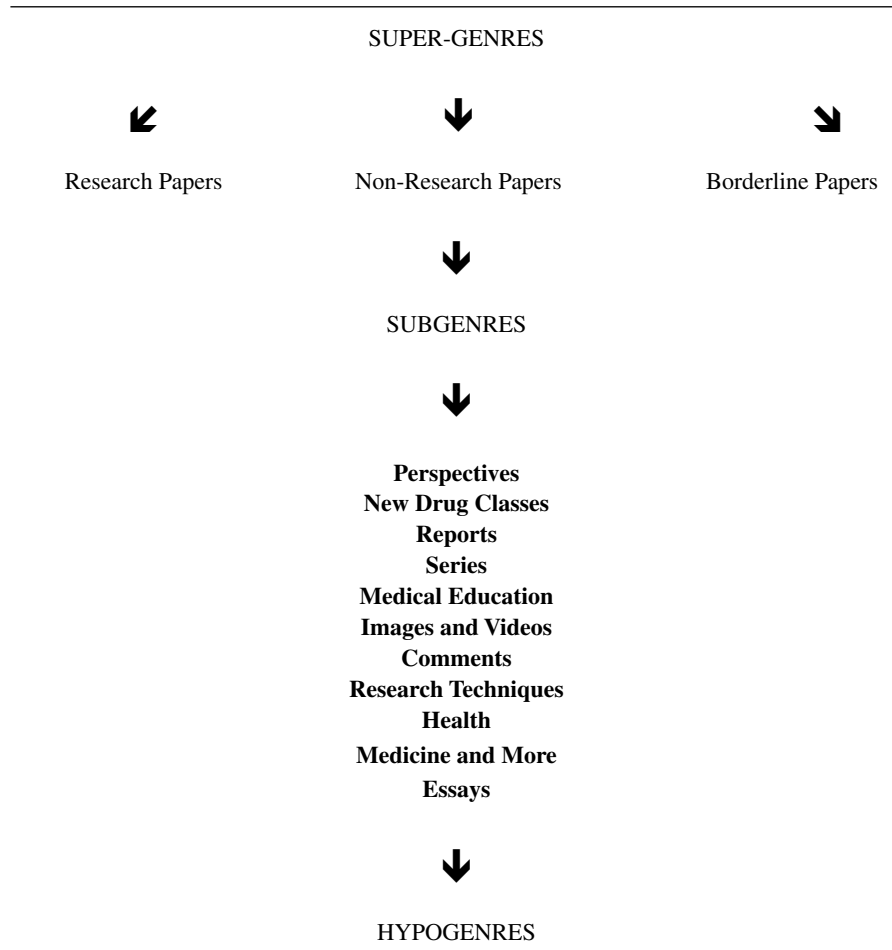 SUPER-GENRES
Research Papers Non-Research Papers Borderline Papers
SUBGENRES
Perspectives
New Drug Classes
Reports
Series
Medical Education
Images and Videos
Comments
Research Techniques
Health
Medicine and More
Essays
HYPOGENRES